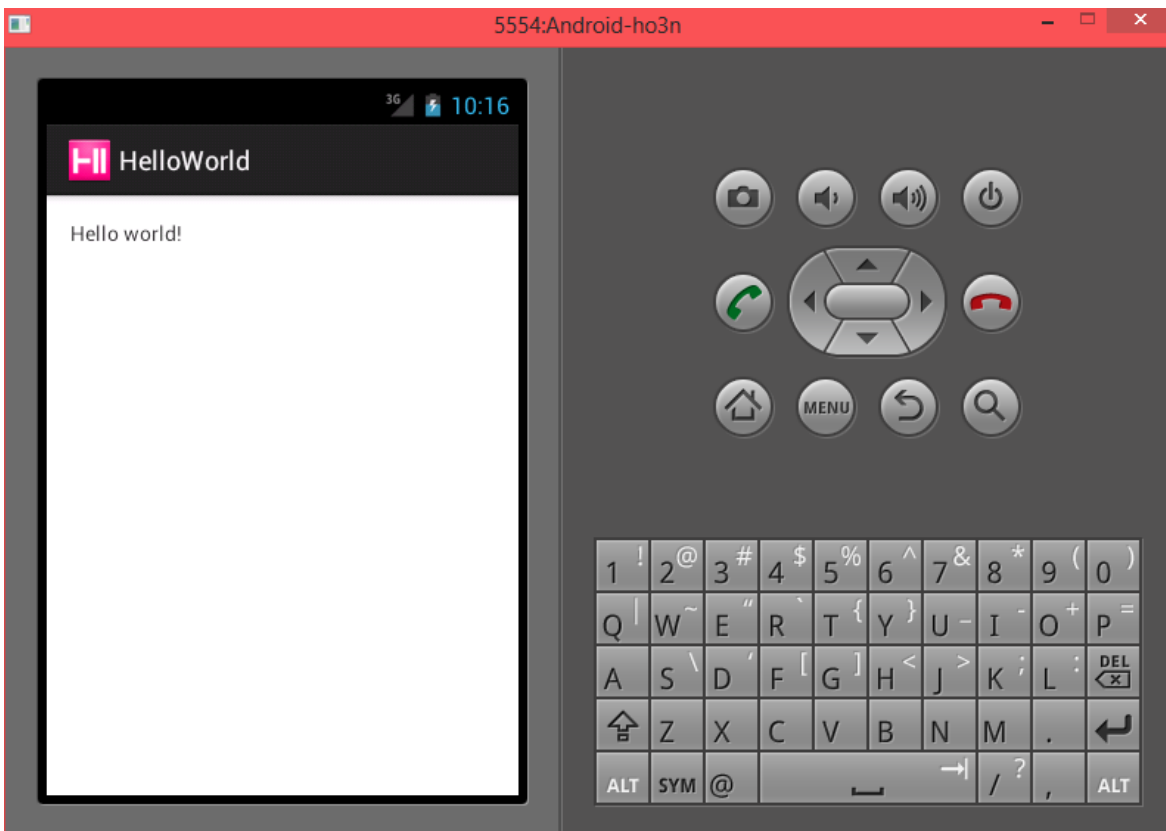 5554:Android-ho3n
3G 10:16
HI HelloWorld
Hello world!
MENU
1 ! 2 @ 3 # 4 $ 5 % 6 ^ 7 & 8 * 9 ( 0 )
Q | W ~ E " R ` T { Y } U _ I - O + P =
A S \ D ' F [ G ] H < J > K ; L : DEL
Z X C V B N M .
ALT SYM @ / ? , ALT